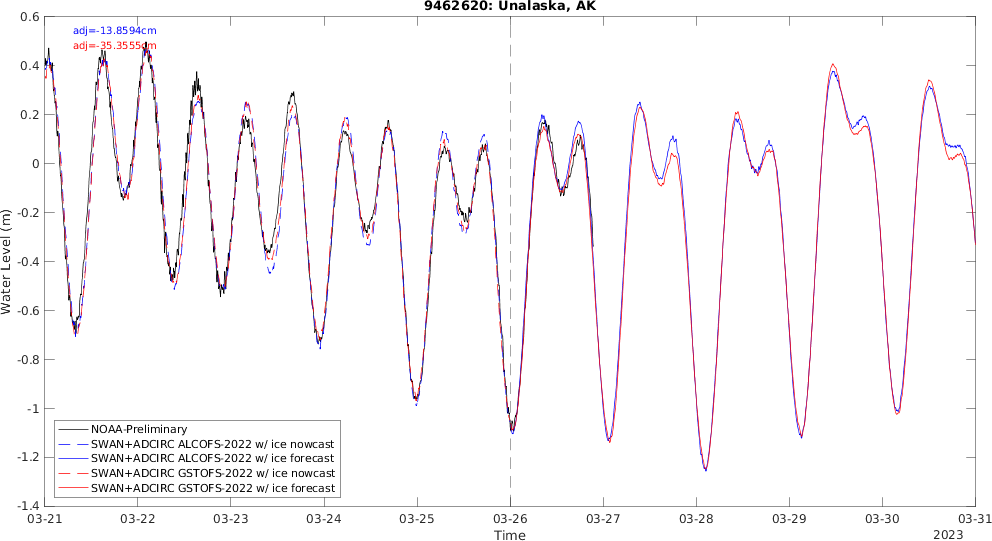 9462620: Unalaska, AK
adj=-13.8594cm
adj=-35.3555cm
Water Level (m)
0.6
0.4
0.2
0
-0.2
-0.4
-0.6
-0.8
-1
-1.2
-1.4
NOAA-Preliminary
SWAN+ADCIRC ALCOFS-2022 w/ ice nowcast
SWAN+ADCIRC ALCOFS-2022 w/ ice forecast
SWAN+ADCIRC GSTOFS-2022 w/ ice nowcast
SWAN+ADCIRC GSTOFS-2022 w/ ice forecast
03-21 03-22 03-23 03-24 03-25 03-26 03-27 03-28 03-29 03-30 03-31
Time
2023